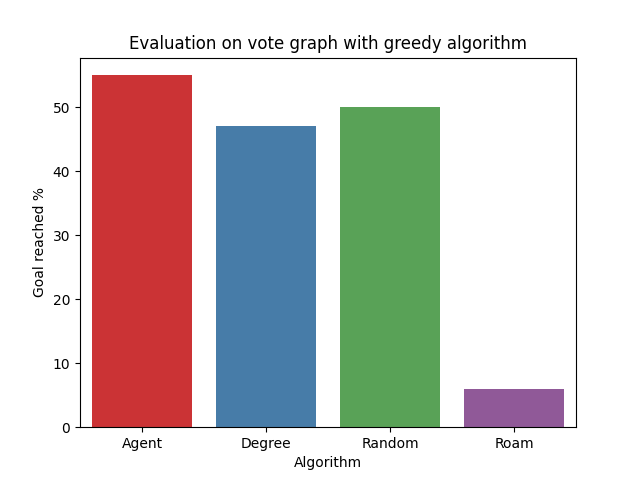 Evaluation on vote graph with greedy algorithm
Goal reached %
50
40
30
20
10
0
Agent Degree Random Roam
Algorithm